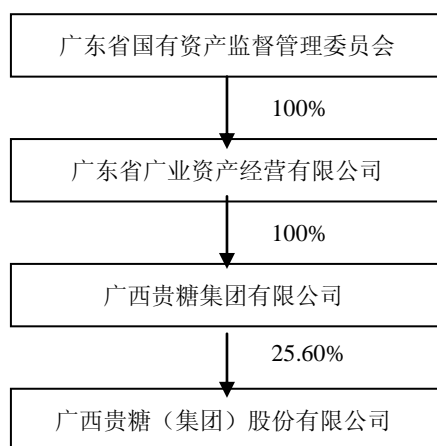 广东省国有资产监督管理委员会
100%
广东省广业资产经营有限公司
100%
广西贵糖集团有限公司
25.60%
广西贵糖（集团）股份有限公司